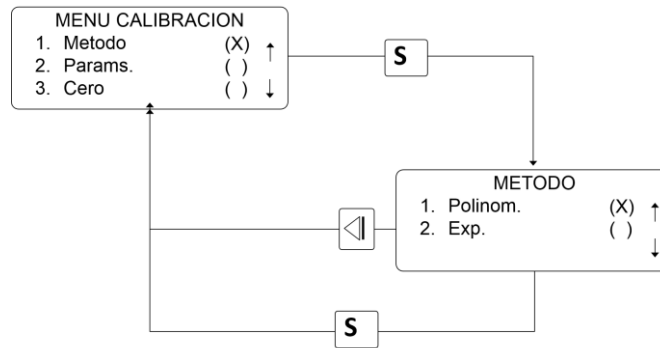 MENU CALIBRACION
1. Metodo (X) ↑
2. Params. ( )
3. Cero ( ) ↓
S
METODO
1. Polinom. (X) ↑
2. Exp. ( )
↓
S